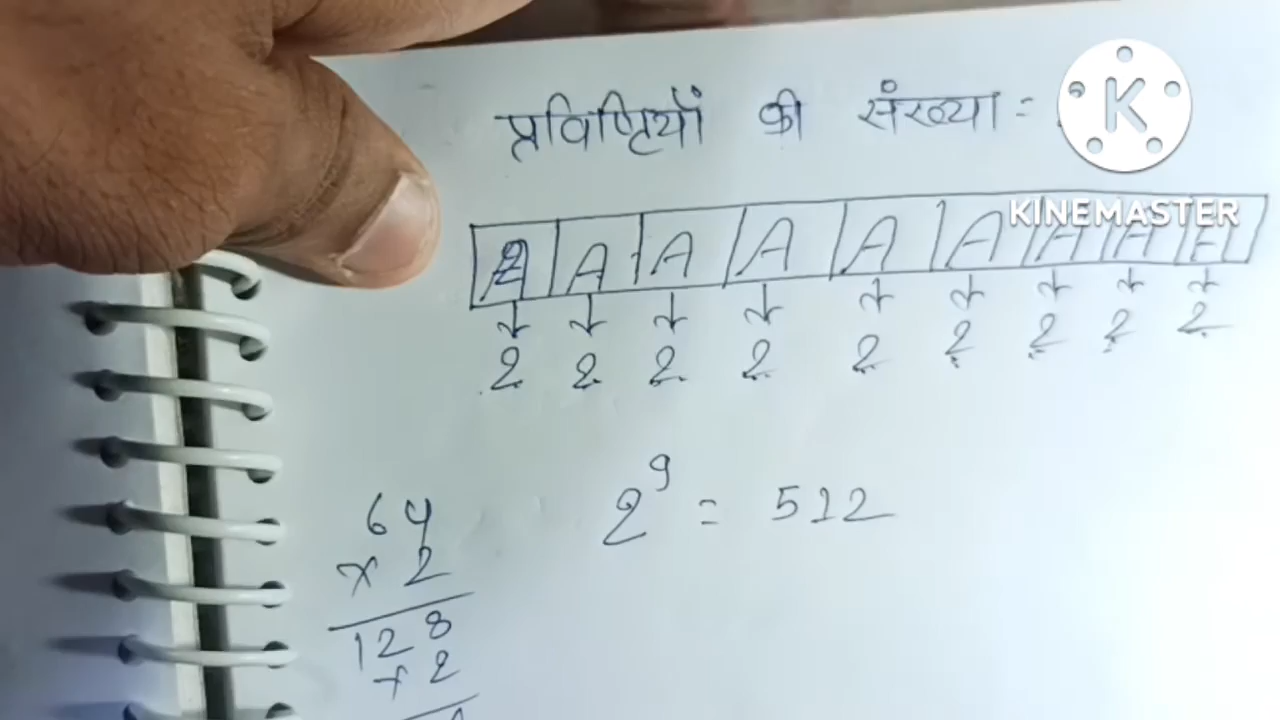 प्रविष्टियों की संख्या =
KINEMASTER
A A A A A A A A A
2 2 2 2 2 2 2 2 2
2⁹ = 512
64
× 2
128
× 2